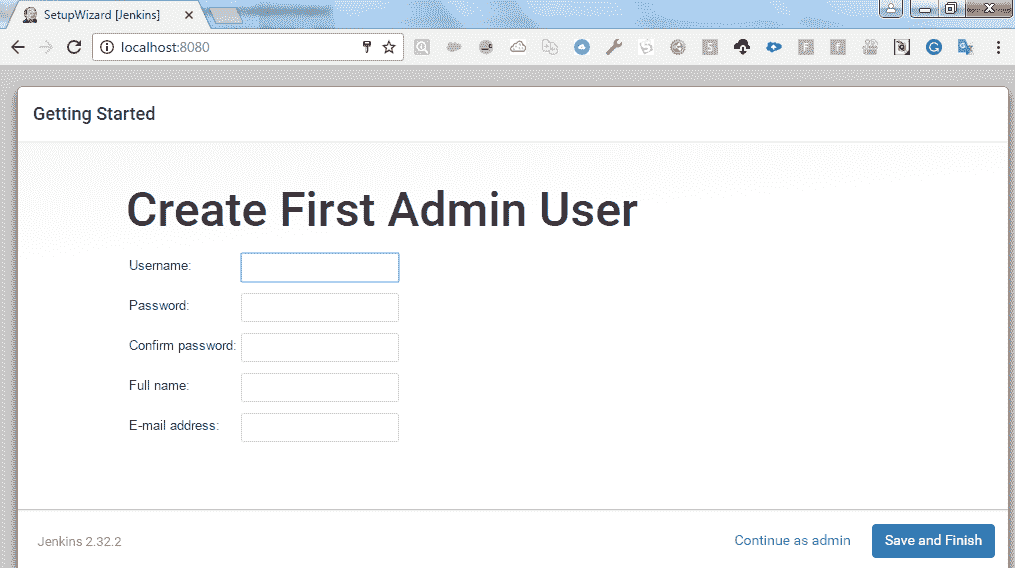 SetupWizard [Jenkins]
localhost:8080
Getting Started
Create First Admin User
Username:
Password:
Confirm password:
Full name:
E-mail address:
Jenkins 2.32.2
Continue as admin
Save and Finish